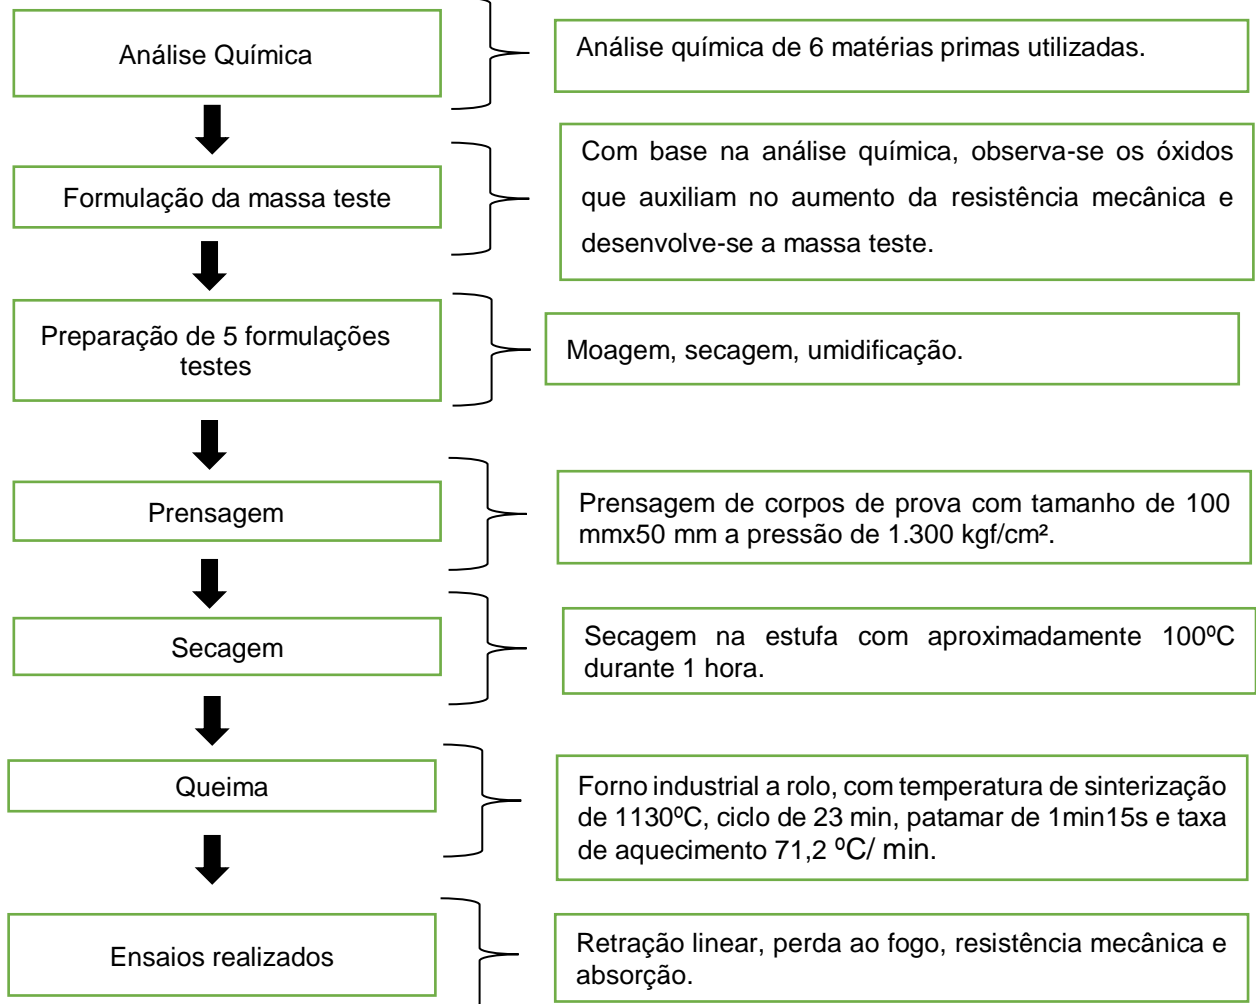 Análise Química
Análise química de 6 matérias primas utilizadas.
Formulação da massa teste
Com base na análise química, observa-se os óxidos
que auxiliam no aumento da resistência mecânica e
desenvolve-se a massa teste.
Preparação de 5 formulações
testes
Moagem, secagem, umidificação.
Prensagem
Prensagem de corpos de prova com tamanho de 100
mmx50 mm a pressão de 1.300 kgf/cm².
Secagem
Secagem na estufa com aproximadamente 100ºC
durante 1 hora.
Queima
Forno industrial a rolo, com temperatura de sinterização
de 1130ºC, ciclo de 23 min, patamar de 1min15s e taxa
de aquecimento 71,2 ºC/ min.
Ensaios realizados
Retração linear, perda ao fogo, resistência mecânica e
absorção.